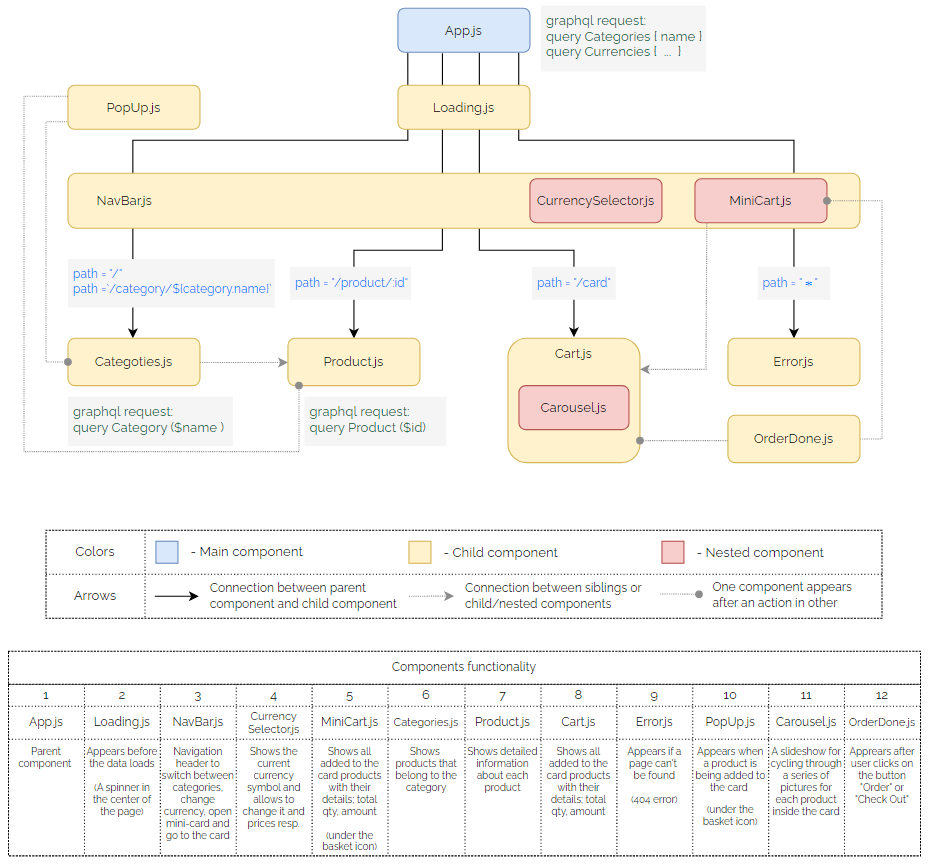 App.js
graphql request:
query Categories { name }
query Currencies { ... }
PopUp.js
Loading.js
NavBar.js
CurrencySelector.js
MiniCart.js
path = "/"
path ='/category/${category.name}'
path = "/product/:id"
path = "/card"
path = " * "
Categoties.js
Product.js
Cart.js
Error.js
Carousel.js
graphql request:
query Category ($name )
graphql request:
query Product ($id)
OrderDone.js
Colors
- Main component
- Child component
- Nested component
Arrows
Connection between parent
component and child component
Connection between siblings or
child/nested components
One component appears
after an action in other
Components functionality
1
2
3
4
5
6
7
8
9
10
11
12
App.js
Loading.js
NavBar.js
Currency
Selector.js
MiniCart.js
Categories.js
Product.js
Cart.js
Error.js
PopUp.js
Carousel.js
OrderDone.js
Parent
component
Appears before
the data loads
(A spinner in
the center of
the page)
Navigation
header to
switch between
categories,
change
currency, open
mini-card and
go to the card
Shows the
current
currency
symbol and
allows to
change it and
prices resp.
Shows all
added to the
card products
with their
details; total
qty, amount
(under the
basket icon)
Shows
products that
belong to the
category
Shows detailed
information
about each
product
Shows all
added to the
card products
with their
details; total
qty, amount
Appears if a
page can't
be found
(404 error)
Appears when
a product is
being added to
the card
(under the
basket icon)
A slideshow for
cycling through
a series of
pictures for
each product
inside the card
Apprears after
user clicks on
the button
"Order" or
"Check Out"